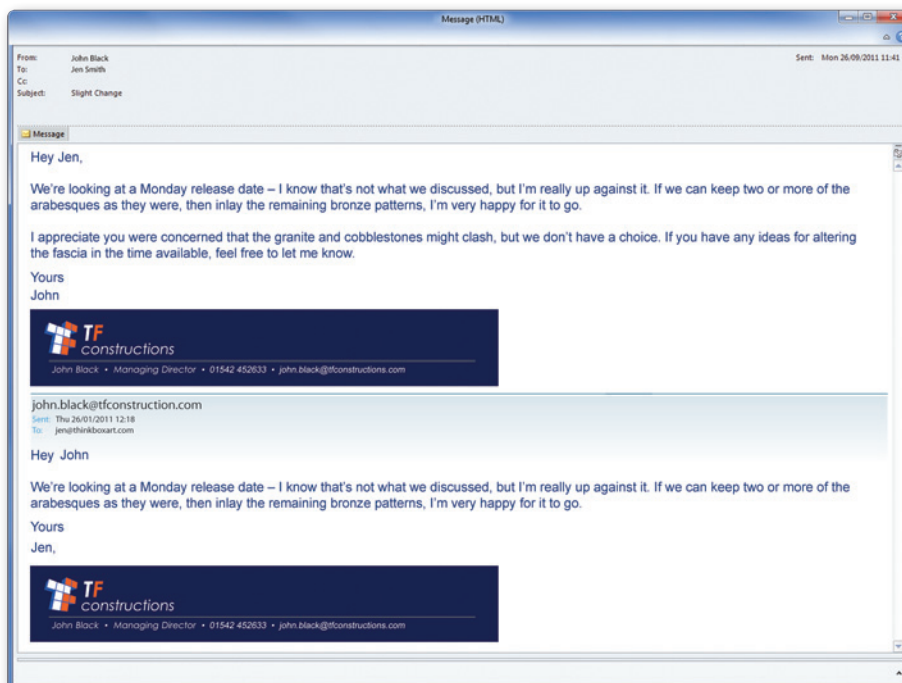 Message (HTML)
From: John Black
Sent: Mon 26/09/2011 11:41
To: Jen Smith
Cc:
Subject: Slight Change
Message
Hey Jen,
We're looking at a Monday release date – I know that's not what we discussed, but I'm really up against it. If we can keep two or more of the
arabesques as they were, then inlay the remaining bronze patterns, I'm very happy for it to go.
I appreciate you were concerned that the granite and cobblestones might clash, but we don't have a choice. If you have any ideas for altering
the fascia in the time available, feel free to let me know.
Yours
John
TF
constructions
John Black • Managing Director • 01542 452633 • john.black@tfconstructions.com
john.black@tfconstruction.com
Sent: Thu 26/01/2011 12:18
To: jen@thinkboxart.com
Hey John
We're looking at a Monday release date – I know that's not what we discussed, but I'm really up against it. If we can keep two or more of the
arabesques as they were, then inlay the remaining bronze patterns, I'm very happy for it to go.
Yours
Jen,
TF
constructions
John Black • Managing Director • 01542 452633 • john.black@tfconstructions.com